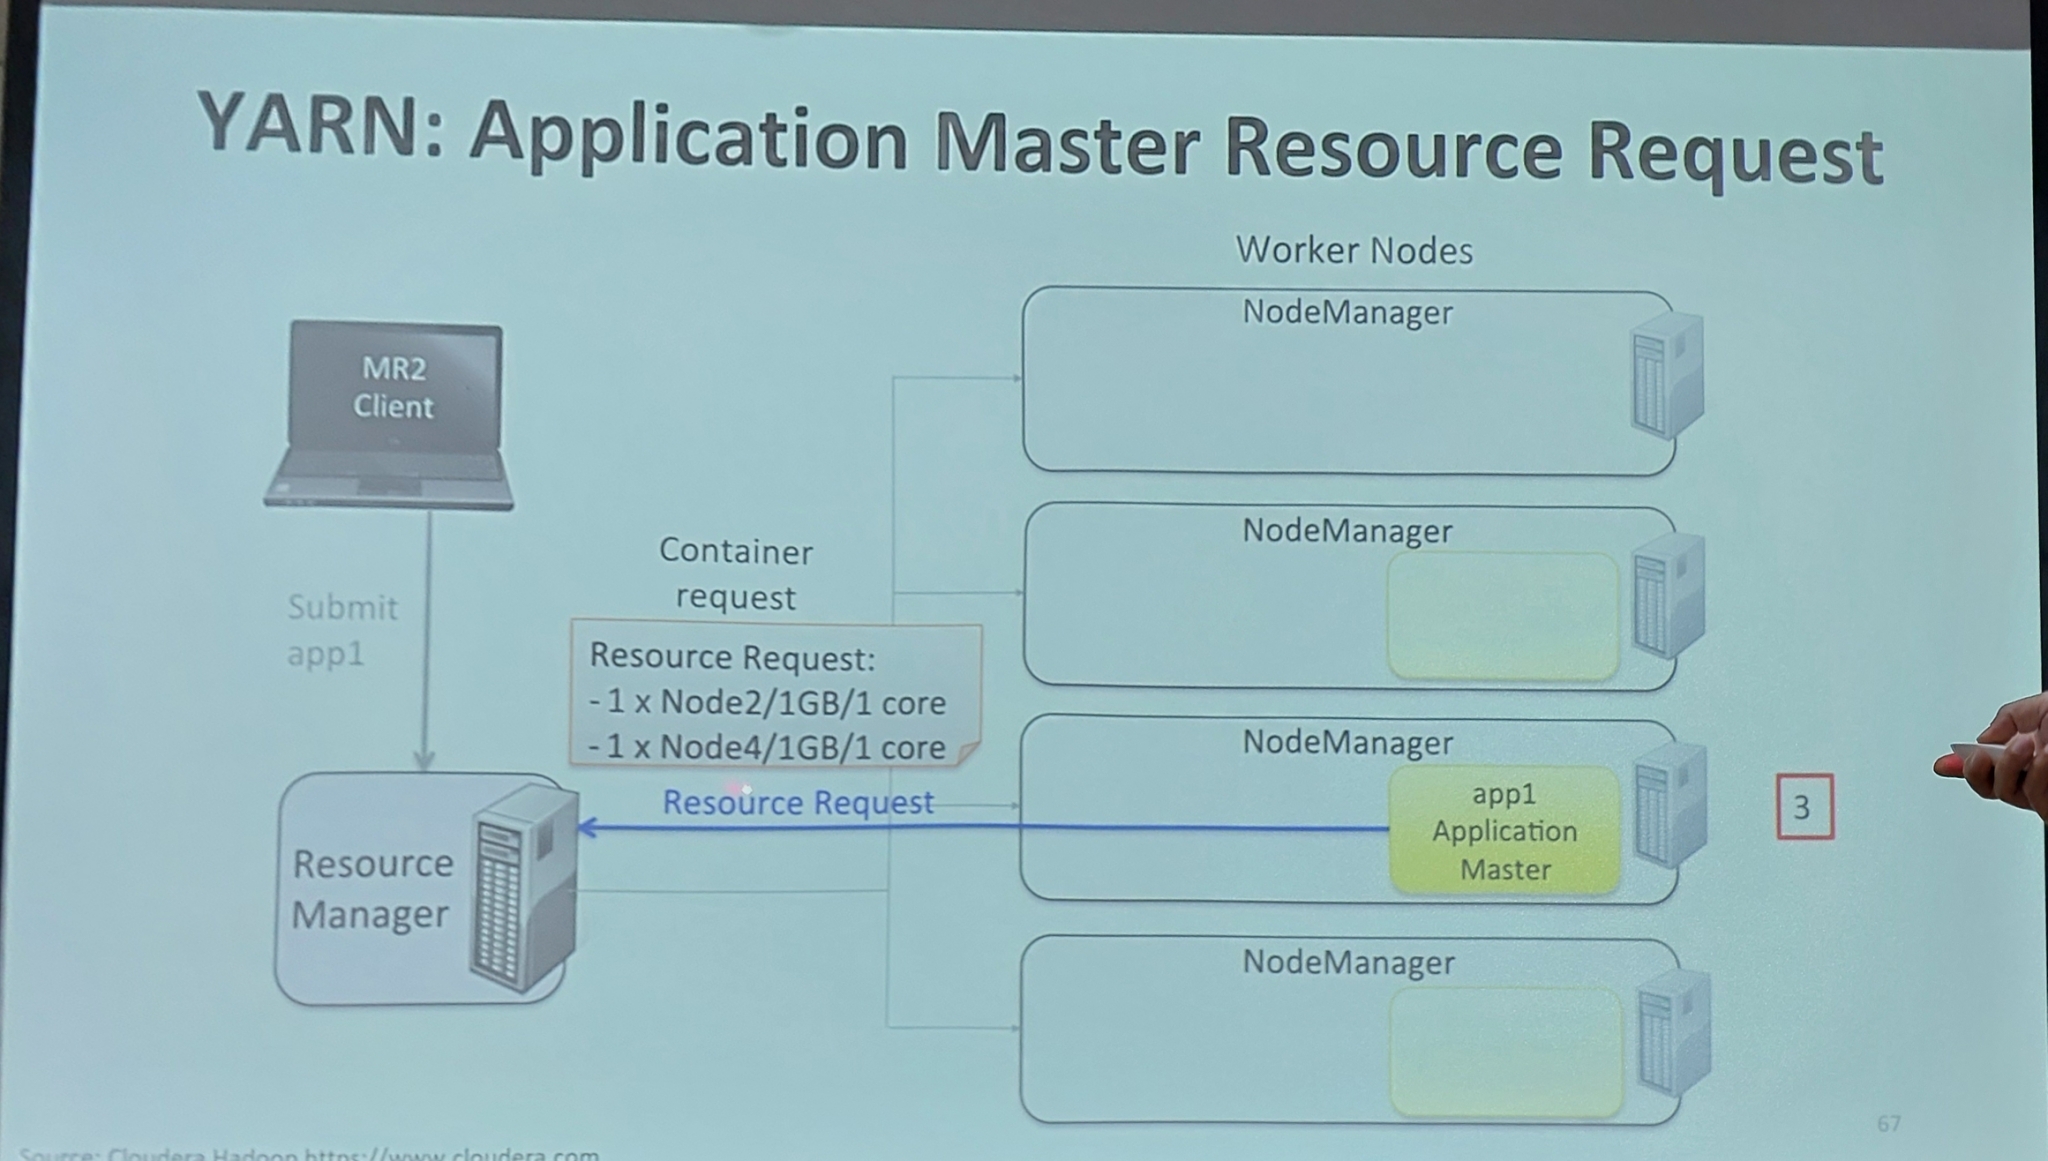 YARN: Application Master Resource Request
Worker Nodes
NodeManager
MR2
Client
NodeManager
Container
request
Submit
app1
Resource Request:
- 1 x Node2/1GB/1 core
- 1 x Node4/1GB/1 core
NodeManager
app1
Application
Master
3
Resource Request
Resource
Manager
NodeManager
67
Source: Cloudera Hadoop https://www.cloudera.com